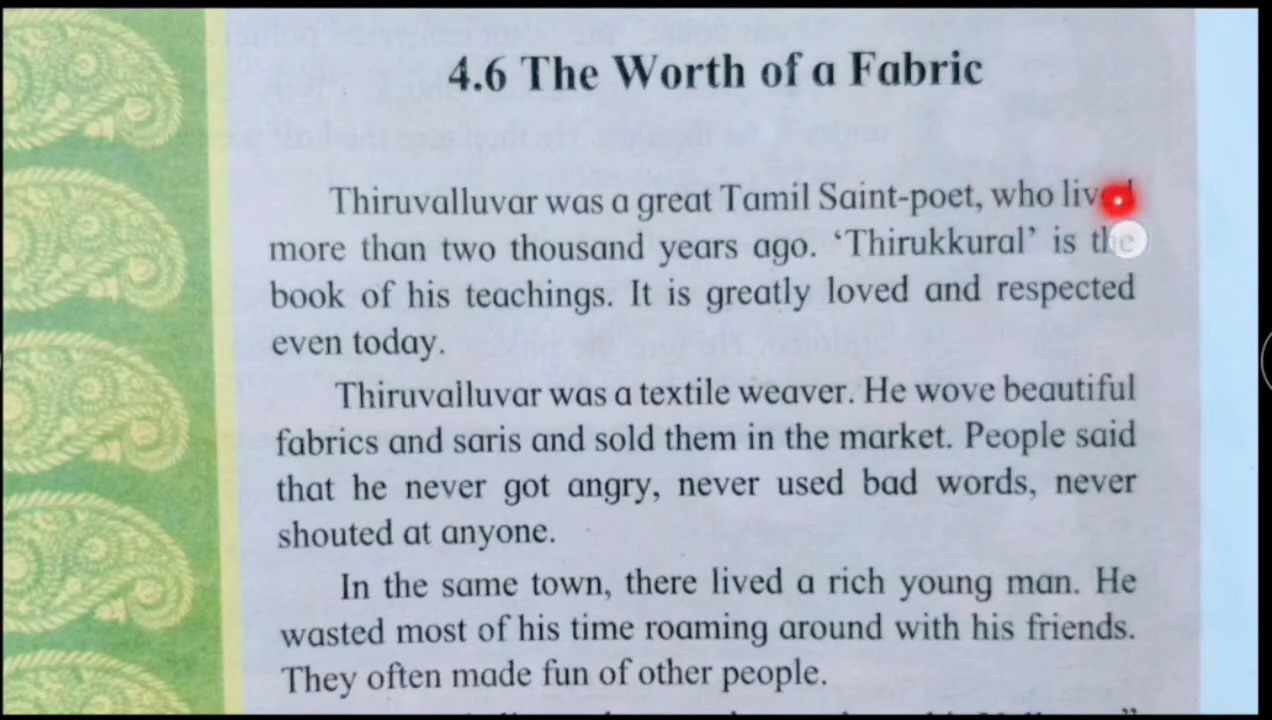 4.6 The Worth of a Fabric
Thiruvalluvar was a great Tamil Saint-poet, who lived
more than two thousand years ago. ‘Thirukkural’ is the
book of his teachings. It is greatly loved and respected
even today.
Thiruvalluvar was a textile weaver. He wove beautiful
fabrics and saris and sold them in the market. People said
that he never got angry, never used bad words, never
shouted at anyone.
In the same town, there lived a rich young man. He
wasted most of his time roaming around with his friends.
They often made fun of other people.